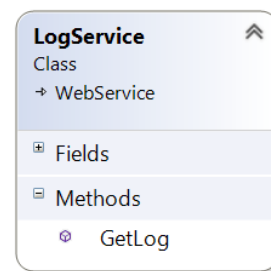 LogService
Class
WebService
Fields
Methods
GetLog